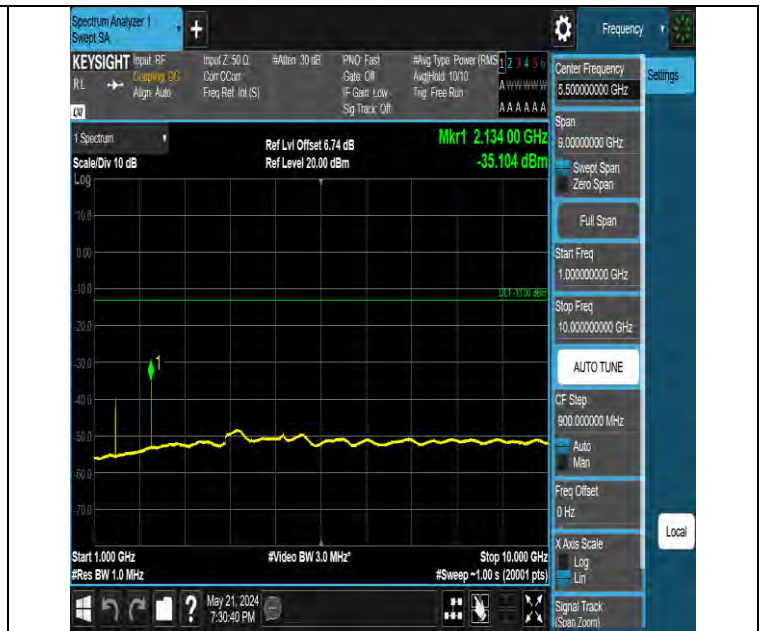 Spectrum Analyzer 1
Swept SA
+
Frequency
KEYSIGHT
RL
LXI
Input: RF
Coupling: DC
Align: Auto
Input Z: 50 Ω
Corr CCorr
Freq Ref: Int (S)
#Atten: 30 dB
PNO: Fast
Gate: Off
IF Gain: Low
Sig Track: Off
#Avg Type: Power (RMS
Avg|Hold: 10/10
Trig: Free Run
1 2 3 4 5 6
A W W W W W
A A A A A A
1 Spectrum
Scale/Div 10 dB
Log
Ref Lvl Offset 6.74 dB
Ref Level 20.00 dBm
Mkr1 2.134 00 GHz
-35.104 dBm
10.0
0.00
-10.0
DL1 -13.00 dBm
-30.0
1
-40.0
-50.0
-60.0
-70.0
Start 1.000 GHz
#Res BW 1.0 MHz
#Video BW 3.0 MHz*
Stop 10.000 GHz
#Sweep ~1.00 s (20001 pts)
?
May 21, 2024
7:30:40 PM
Center Frequency
5.500000000 GHz
Settings
Span
9.00000000 GHz
Swept Span
Zero Span
Full Span
Start Freq
1.000000000 GHz
Stop Freq
10.000000000 GHz
AUTO TUNE
CF Step
900.000000 MHz
Auto
Man
Freq Offset
0 Hz
X Axis Scale
Log
Lin
Local
Signal Track
(Span Zoom)